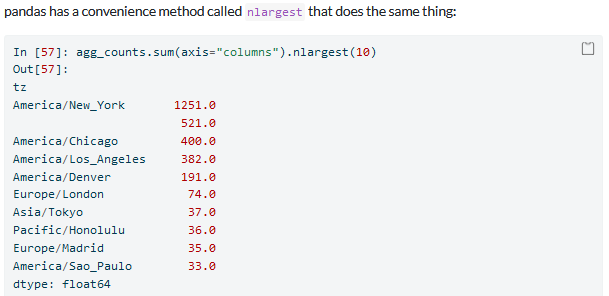 pandas has a convenience method called nlargest that does the same thing:
In [57]: agg_counts.sum(axis="columns").nlargest(10)
Out[57]:
tz
America/New_York       1251.0
                        521.0
America/Chicago         400.0
America/Los_Angeles     382.0
America/Denver          191.0
Europe/London            74.0
Asia/Tokyo               37.0
Pacific/Honolulu         36.0
Europe/Madrid            35.0
America/Sao_Paulo        33.0
dtype: float64